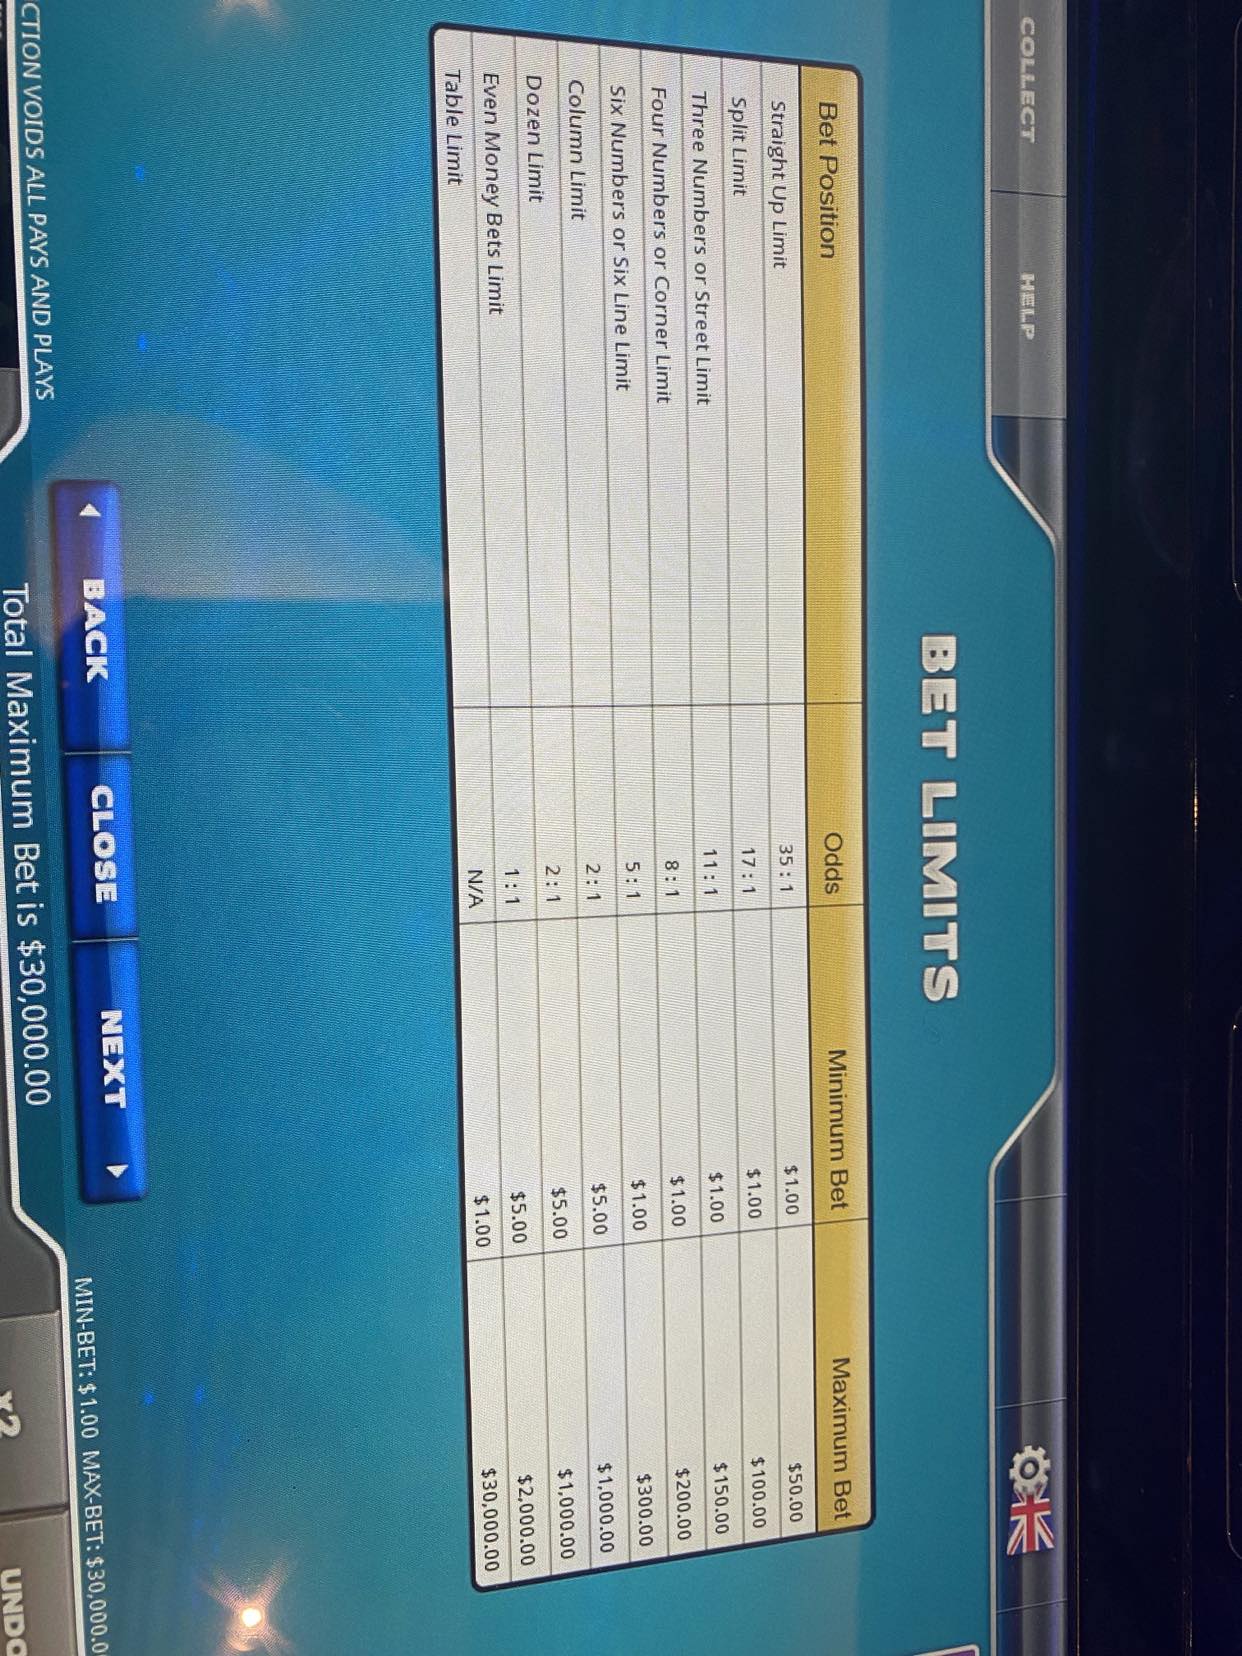 COLLECT HELP
BET LIMITS
Bet Position Odds Minimum Bet Maximum Bet
Straight Up Limit 35 : 1 $1.00 $50.00
Split Limit 17 : 1 $1.00 $100.00
Three Numbers or Street Limit 11 : 1 $1.00 $150.00
Four Numbers or Corner Limit 8 : 1 $1.00 $200.00
Six Numbers or Six Line Limit 5 : 1 $1.00 $300.00
Column Limit 2 : 1 $5.00 $1,000.00
Dozen Limit 2 : 1 $5.00 $1,000.00
Even Money Bets Limit 1 : 1 $5.00 $2,000.00
Table Limit N/A $1.00 $30,000.00
BACK CLOSE NEXT
MIN-BET: $1.00 MAX-BET: $30,000.0
CTION VOIDS ALL PAYS AND PLAYS
Total Maximum Bet is $30,000.00
x2 UNDO